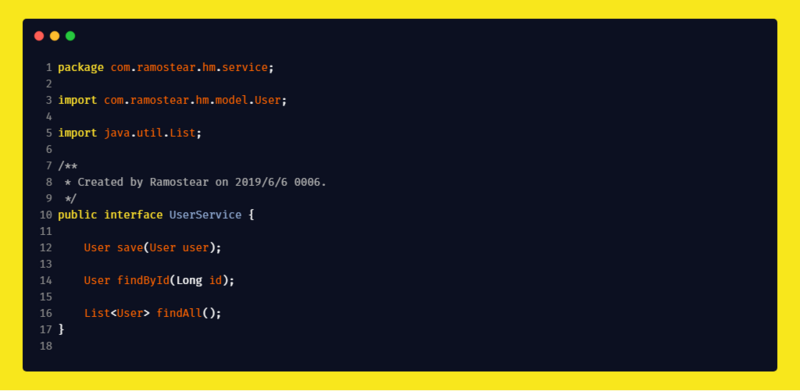 1 package com.ramostear.hm.service;
2
3 import com.ramostear.hm.model.User;
4
5 import java.util.List;
6
7 /**
8  * Created by Ramostear on 2019/6/6 0006.
9  */
10 public interface UserService {
11
12     User save(User user);
13
14     User findById(Long id);
15
16     List<User> findAll();
17 }
18